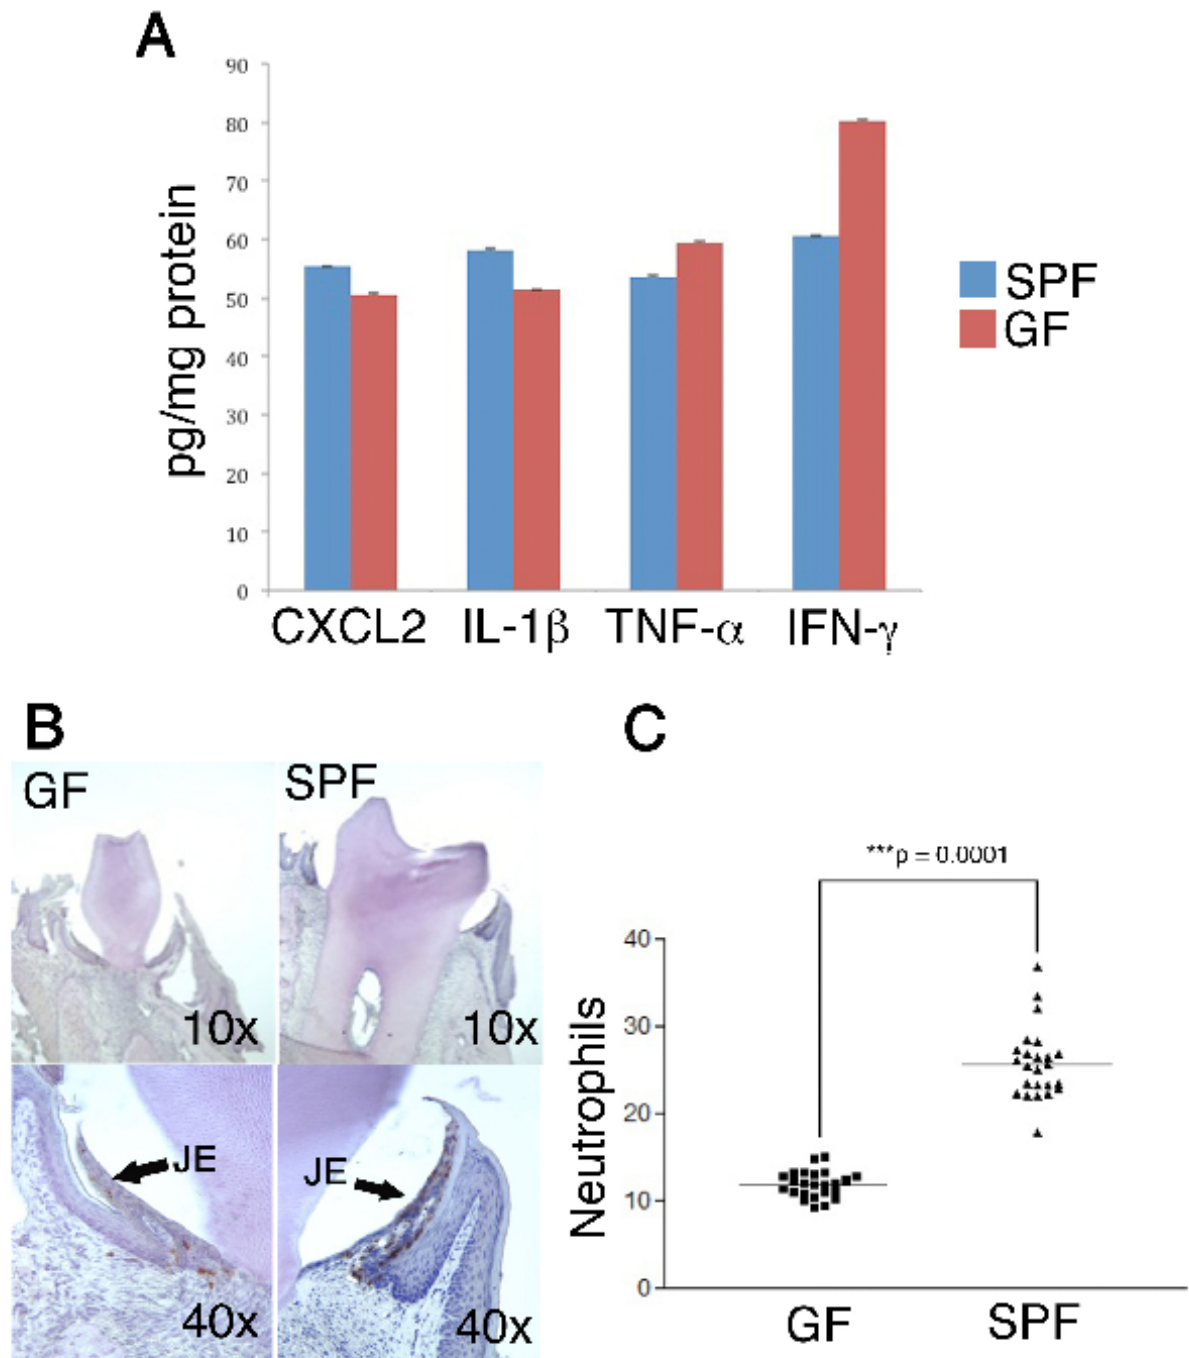 A
90
80
70
60
50
40
30
20
10
0
pg/mg protein
CXCL2 IL-1β TNF-α IFN-γ
SPF
GF
B
GF
SPF
10x
10x
JE
JE
40x
40x
C
***p = 0.0001
40
30
20
10
0
Neutrophils
GF SPF